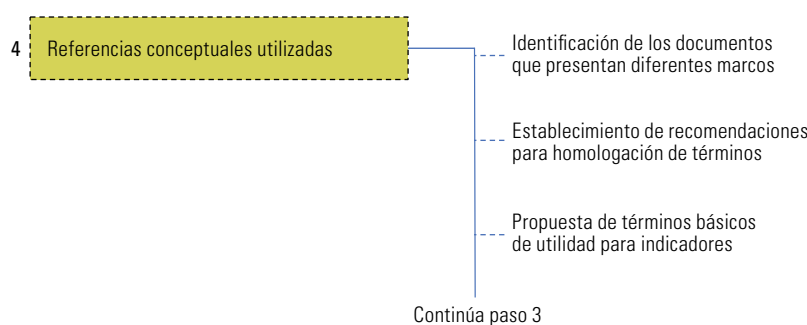 4 Referencias conceptuales utilizadas
Identificación de los documentos
que presentan diferentes marcos
Establecimiento de recomendaciones
para homologación de términos
Propuesta de términos básicos
de utilidad para indicadores
Continúa paso 3